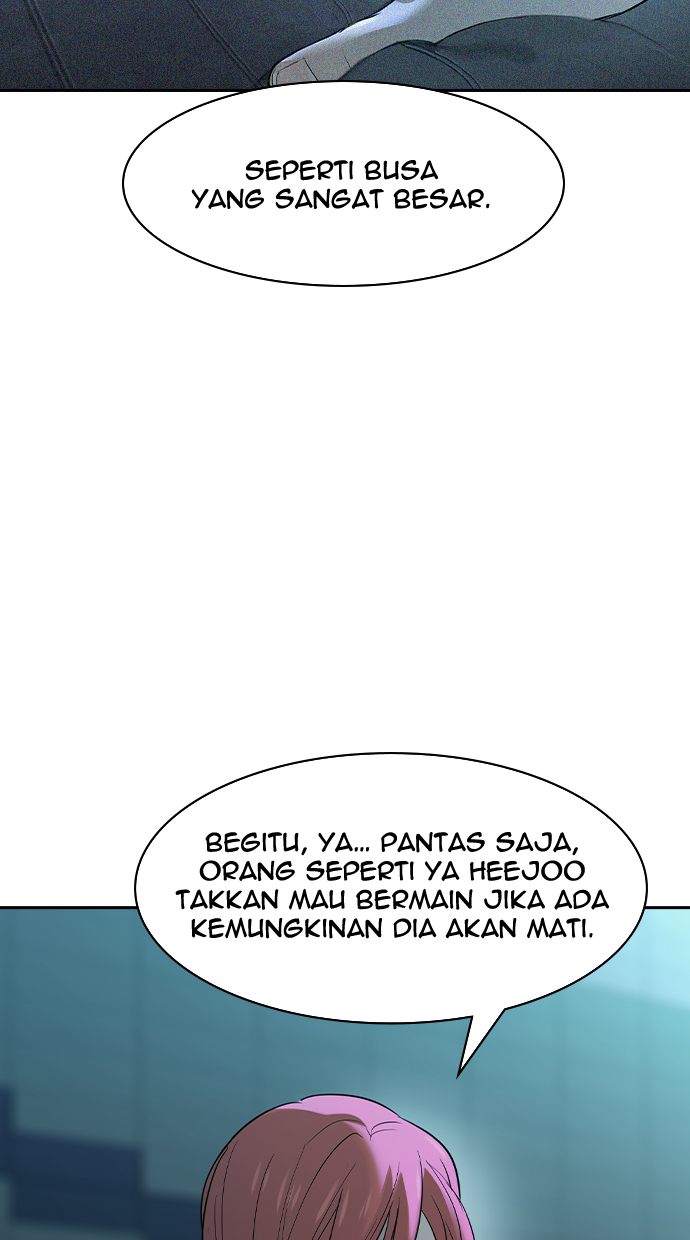 SEPERTI BUSA
YANG SANGAT BESAR.
BEGITU, YA... PANTAS SAJA,
ORANG SEPERTI YA HEEJOO
TAKKAN MAU BERMAIN JIKA ADA
KEMUNGKINAN DIA AKAN MATI.